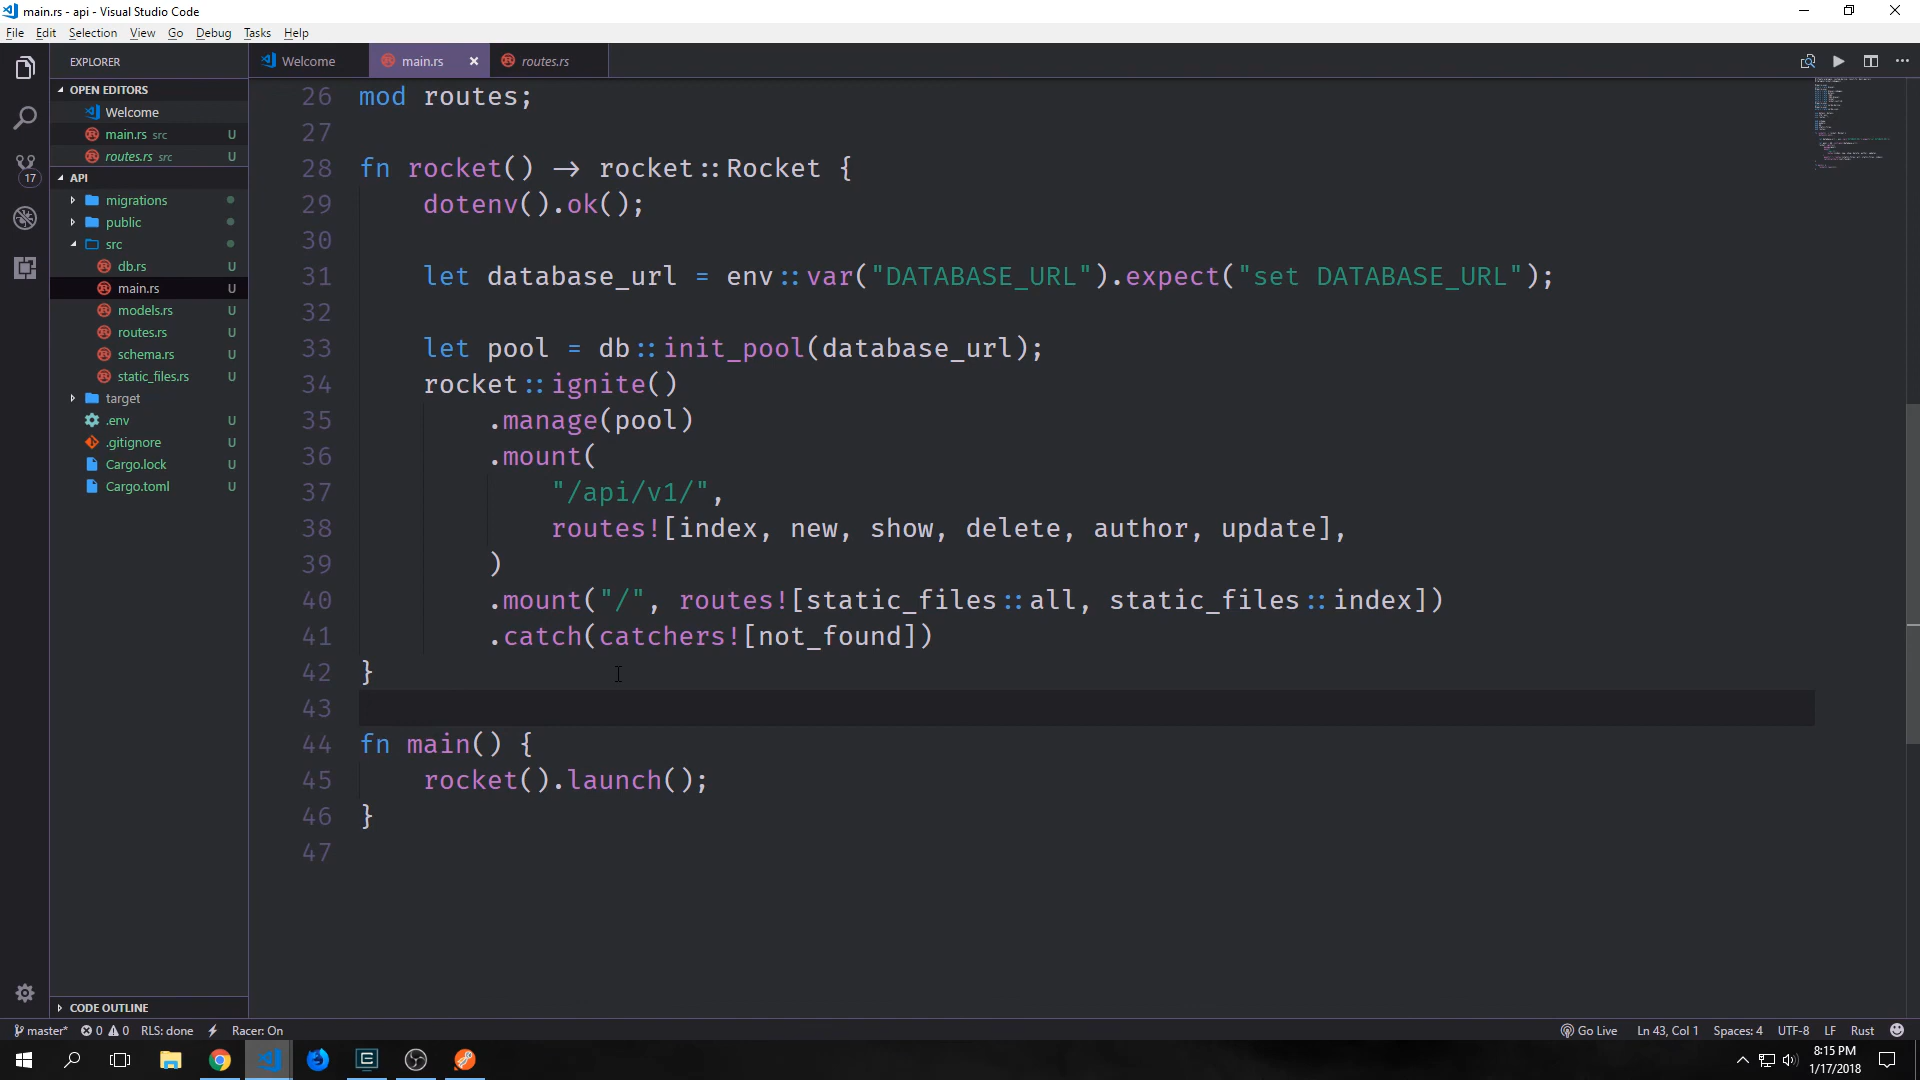 main.rs - api - Visual Studio Code
File Edit Selection View Go Debug Tasks Help
EXPLORER
OPEN EDITORS
Welcome
main.rs src U
routes.rs src U
API
migrations
public
src
db.rs U
main.rs U
models.rs U
routes.rs U
schema.rs U
static_files.rs U
target
.env U
.gitignore U
Cargo.lock U
Cargo.toml U
CODE OUTLINE
17
Welcome main.rs routes.rs
26 mod routes;
27
28 fn rocket() -> rocket::Rocket {
29 dotenv().ok();
30
31 let database_url = env::var("DATABASE_URL").expect("set DATABASE_URL");
32
33 let pool = db::init_pool(database_url);
34 rocket::ignite()
35 .manage(pool)
36 .mount(
37 "/api/v1/",
38 routes![index, new, show, delete, author, update],
39 )
40 .mount("/", routes![static_files::all, static_files::index])
41 .catch(catchers![not_found])
42 }
43
44 fn main() {
45 rocket().launch();
46 }
47
master* 0 0 RLS: done Racer: On Go Live Ln 43, Col 1 Spaces: 4 UTF-8 LF Rust
8:15 PM
1/17/2018